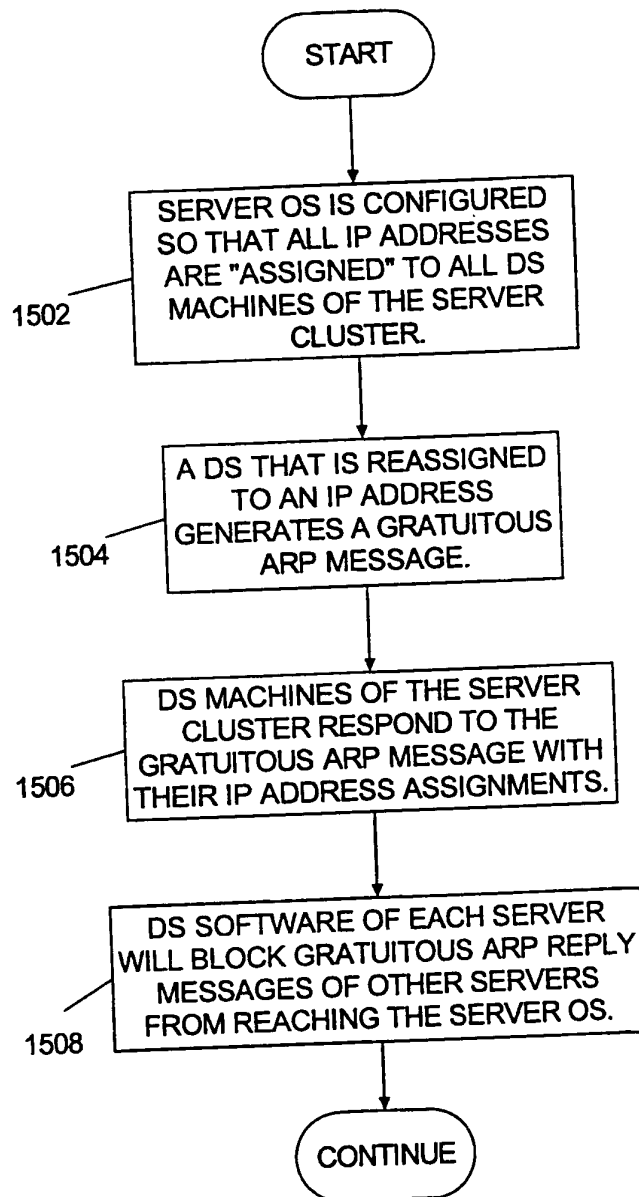 START
SERVER OS IS CONFIGURED
SO THAT ALL IP ADDRESSES
ARE "ASSIGNED" TO ALL DS
MACHINES OF THE SERVER
CLUSTER.
1502
A DS THAT IS REASSIGNED
TO AN IP ADDRESS
GENERATES A GRATUITOUS
ARP MESSAGE.
1504
DS MACHINES OF THE SERVER
CLUSTER RESPOND TO THE
GRATUITOUS ARP MESSAGE WITH
THEIR IP ADDRESS ASSIGNMENTS.
1506
DS SOFTWARE OF EACH SERVER
WILL BLOCK GRATUITOUS ARP REPLY
MESSAGES OF OTHER SERVERS
FROM REACHING THE SERVER OS.
1508
CONTINUE